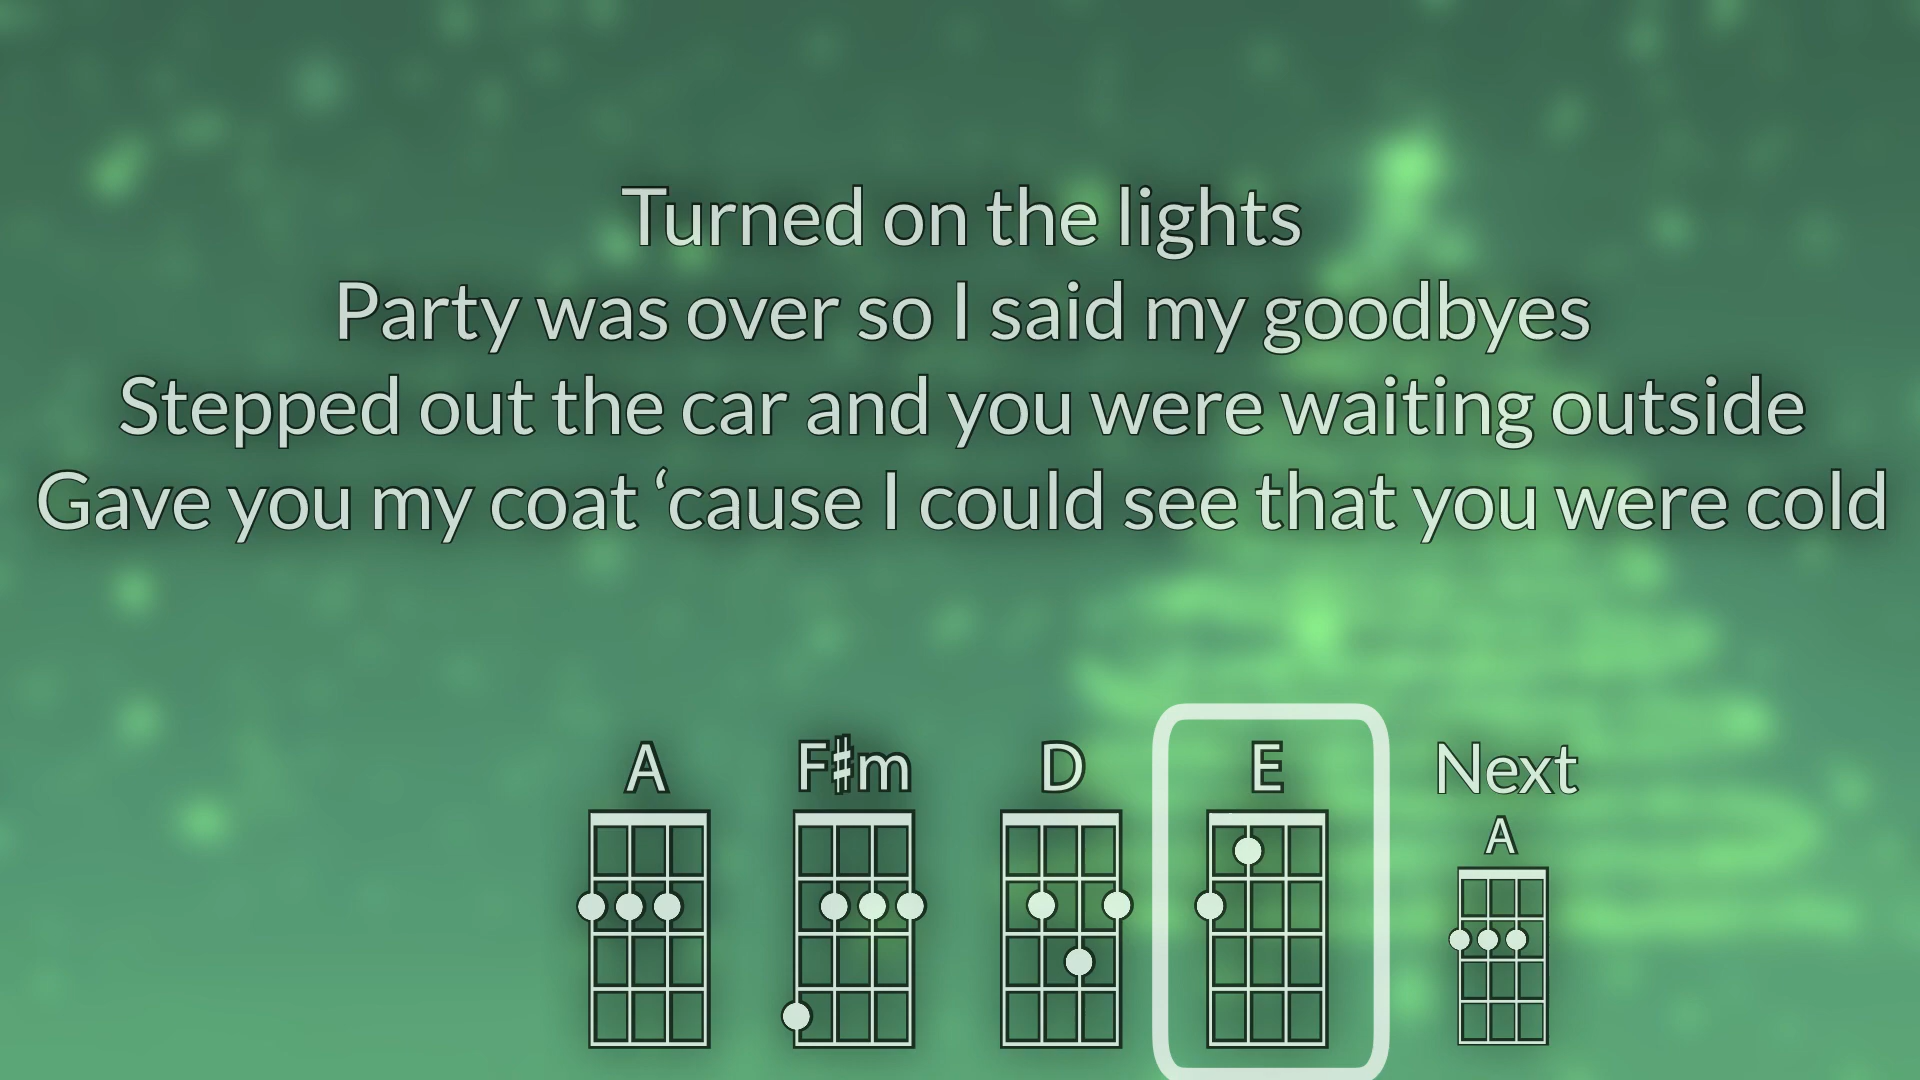 Turned on the lights
Party was over so I said my goodbyes
Stepped out the car and you were waiting outside
Gave you my coat ‘cause I could see that you were cold
A F♯m D E Next
A